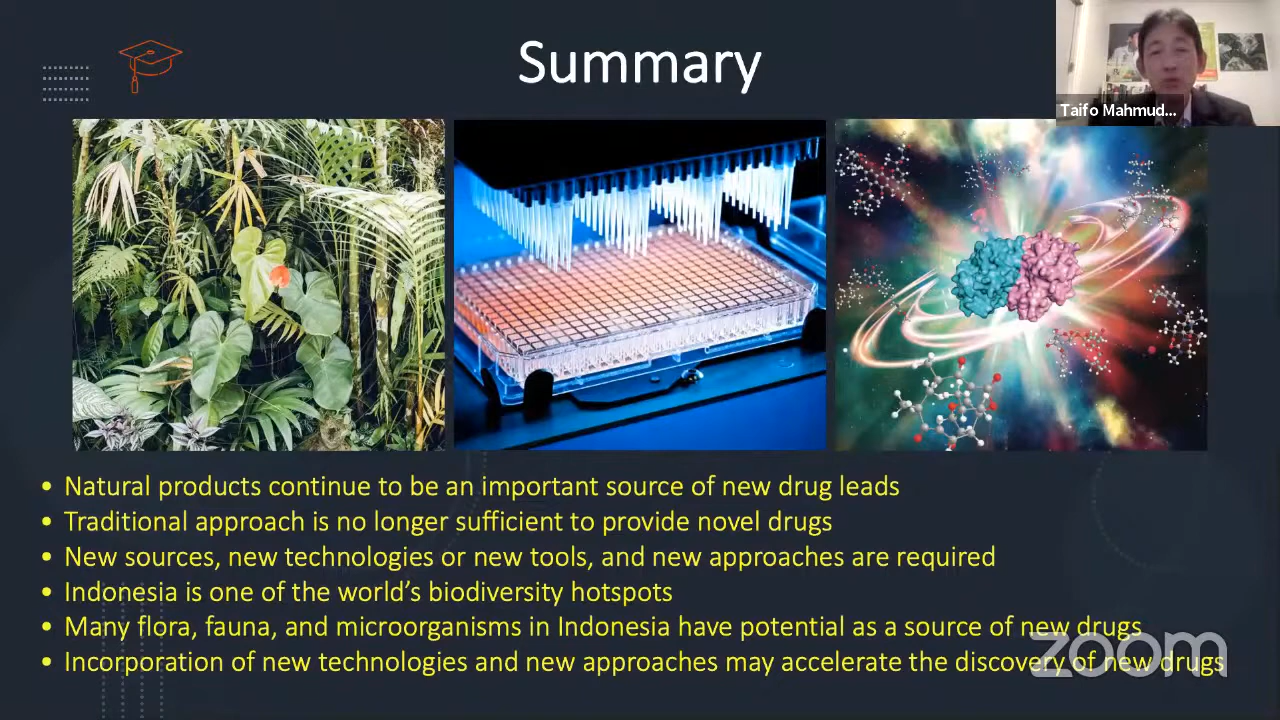 Summary
Taifo Mahmud...
• Natural products continue to be an important source of new drug leads
• Traditional approach is no longer sufficient to provide novel drugs
• New sources, new technologies or new tools, and new approaches are required
• Indonesia is one of the world's biodiversity hotspots
• Many flora, fauna, and microorganisms in Indonesia have potential as a source of new drugs
• Incorporation of new technologies and new approaches may accelerate the discovery of new drugs
zoom